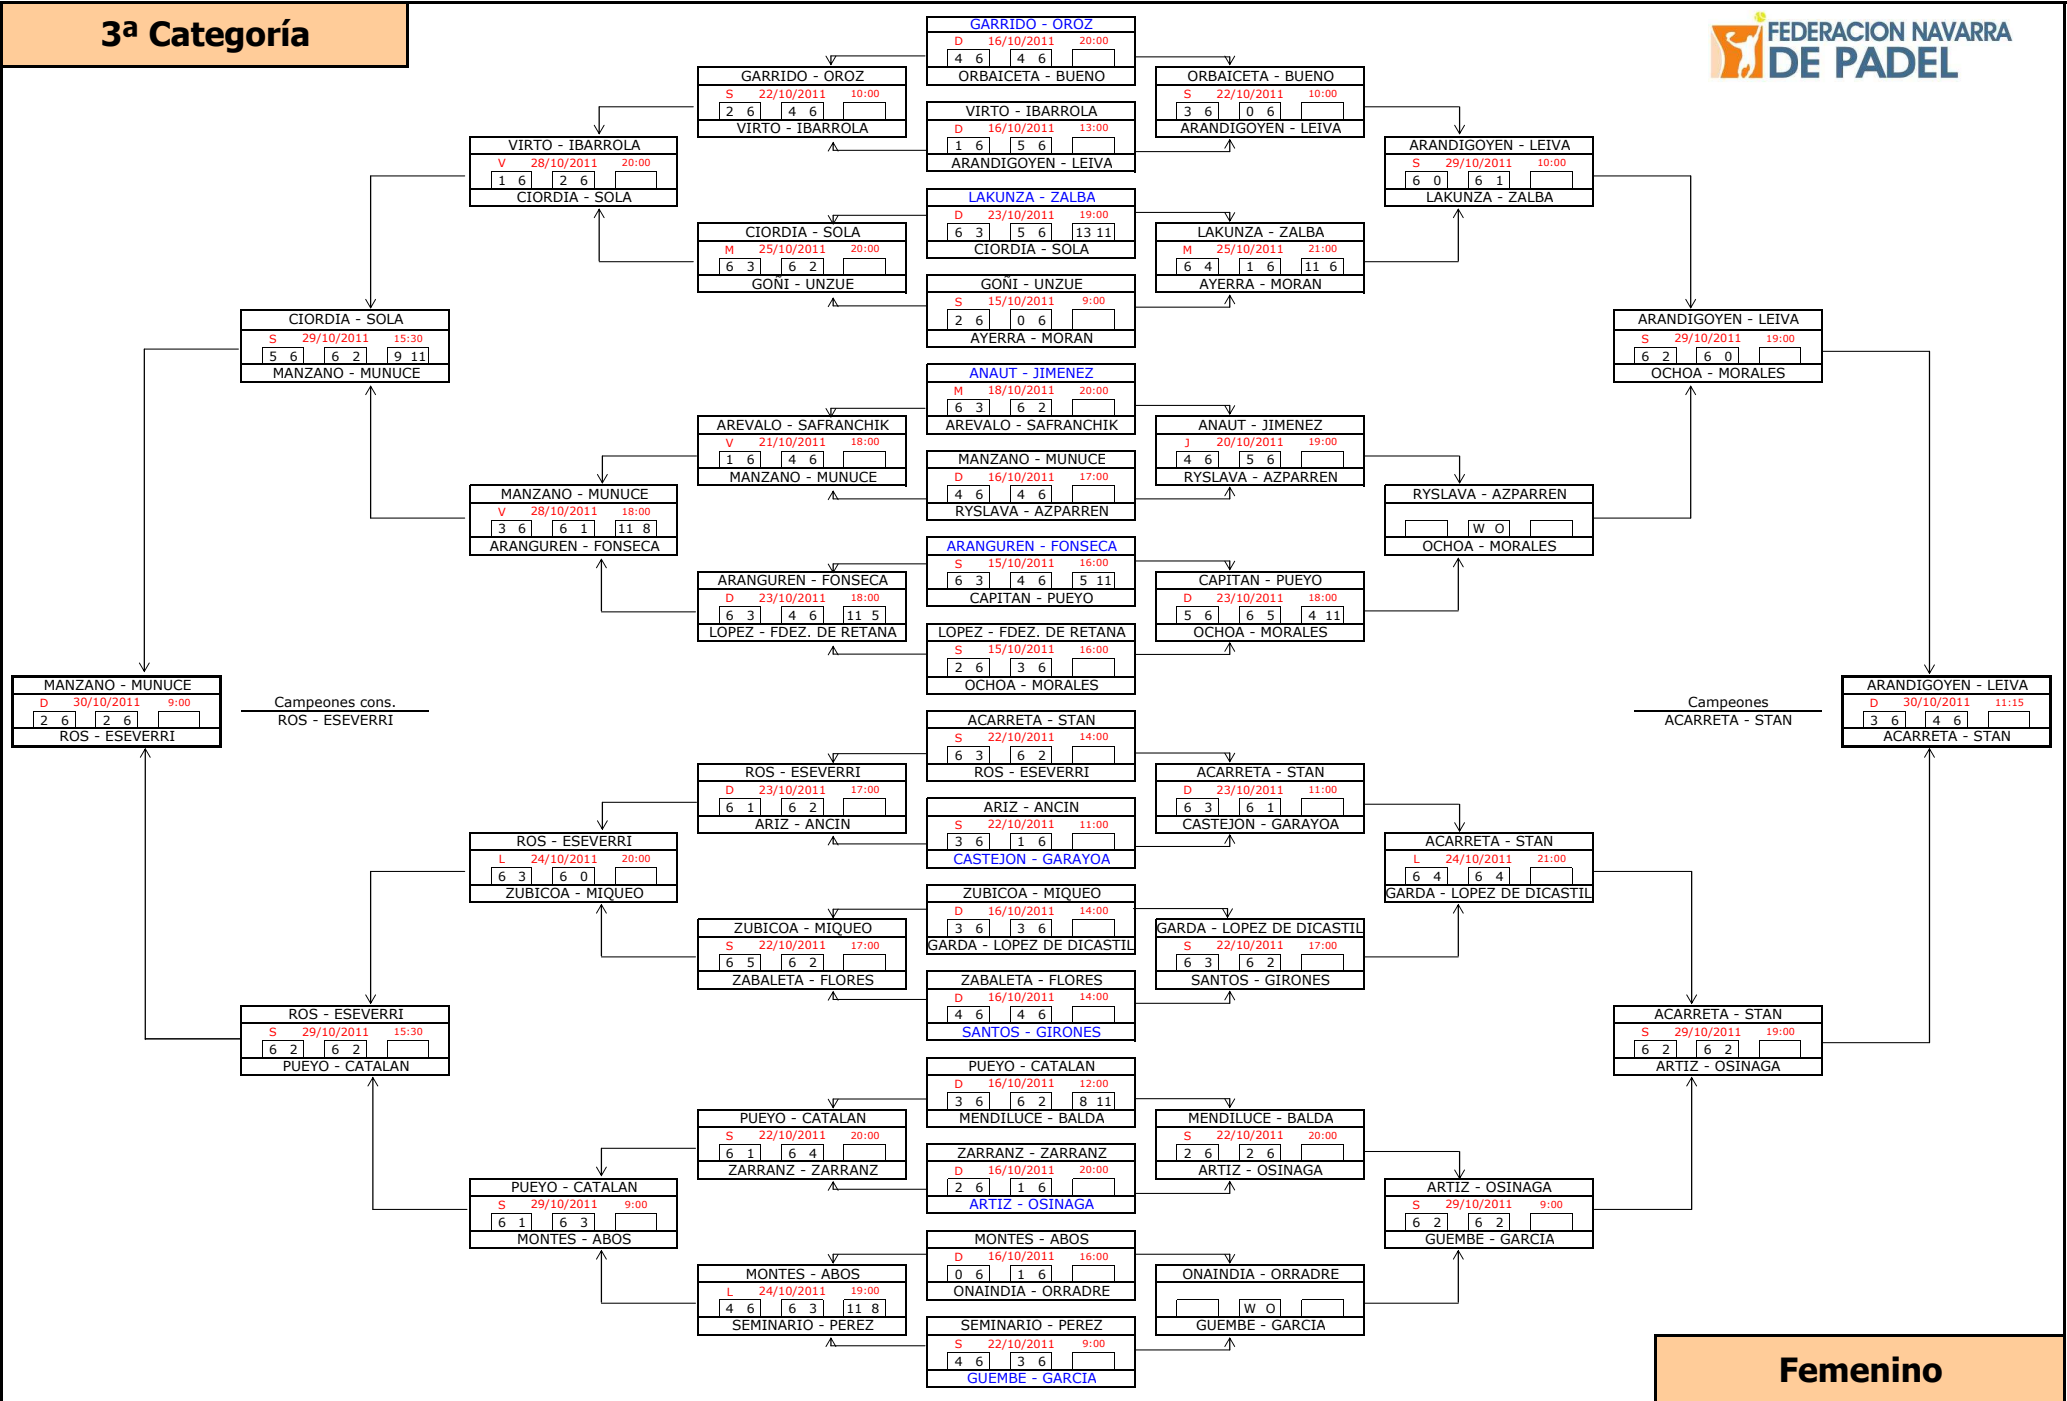 3ª Categoría
FEDERACION NAVARRA
DE PADEL
MANZANO - MUNUCE
D 30/10/2011 9:00
2 6 2 6
ROS - ESEVERRI
Campeones cons.
ROS - ESEVERRI
CIORDIA - SOLA
S 29/10/2011 15:30
5 6 6 2 9 11
MANZANO - MUNUCE
ROS - ESEVERRI
S 29/10/2011 15:30
6 2 6 2
PUEYO - CATALAN
VIRTO - IBARROLA
V 28/10/2011 20:00
1 6 2 6
CIORDIA - SOLA
MANZANO - MUNUCE
V 28/10/2011 18:00
3 6 6 1 11 8
ARANGUREN - FONSECA
ROS - ESEVERRI
L 24/10/2011 20:00
6 3 6 0
ZUBICOA - MIQUEO
PUEYO - CATALAN
S 29/10/2011 9:00
6 1 6 3
MONTES - ABOS
GARRIDO - OROZ
S 22/10/2011 10:00
2 6 4 6
VIRTO - IBARROLA
CIORDIA - SOLA
M 25/10/2011 20:00
6 3 6 2
GOÑI - UNZUE
AREVALO - SAFRANCHIK
V 21/10/2011 18:00
1 6 4 6
MANZANO - MUNUCE
ARANGUREN - FONSECA
D 23/10/2011 18:00
6 3 4 6 11 5
LOPEZ - FDEZ. DE RETANA
ROS - ESEVERRI
D 23/10/2011 17:00
6 1 6 2
ARIZ - ANCIN
ZUBICOA - MIQUEO
S 22/10/2011 17:00
6 5 6 2
ZABALETA - FLORES
PUEYO - CATALAN
S 22/10/2011 20:00
6 1 6 4
ZARRANZ - ZARRANZ
MONTES - ABOS
L 24/10/2011 19:00
4 6 6 3 11 8
SEMINARIO - PEREZ
GARRIDO - OROZ
D 16/10/2011 20:00
4 6 4 6
ORBAICETA - BUENO
VIRTO - IBARROLA
D 16/10/2011 13:00
1 6 5 6
ARANDIGOYEN - LEIVA
LAKUNZA - ZALBA
D 23/10/2011 19:00
6 3 5 6 13 11
CIORDIA - SOLA
GOÑI - UNZUE
S 15/10/2011 9:00
2 6 0 6
AYERRA - MORAN
ANAUT - JIMENEZ
M 18/10/2011 20:00
6 3 6 2
AREVALO - SAFRANCHIK
MANZANO - MUNUCE
D 16/10/2011 17:00
4 6 4 6
RYSLAVA - AZPARREN
ARANGUREN - FONSECA
S 15/10/2011 16:00
6 3 4 6 5 11
CAPITAN - PUEYO
LOPEZ - FDEZ. DE RETANA
S 15/10/2011 16:00
2 6 3 6
OCHOA - MORALES
ACARRETA - STAN
S 22/10/2011 14:00
6 3 6 2
ROS - ESEVERRI
ARIZ - ANCIN
S 22/10/2011 11:00
3 6 1 6
CASTEJON - GARAYOA
ZUBICOA - MIQUEO
D 16/10/2011 14:00
3 6 3 6
GARDA - LOPEZ DE DICASTIL
ZABALETA - FLORES
D 16/10/2011 14:00
4 6 4 6
SANTOS - GIRONES
PUEYO - CATALAN
D 16/10/2011 12:00
3 6 6 2 8 11
MENDILUCE - BALDA
ZARRANZ - ZARRANZ
D 16/10/2011 20:00
2 6 1 6
ARTIZ - OSINAGA
MONTES - ABOS
D 16/10/2011 16:00
0 6 1 6
ONAINDIA - ORRADRE
SEMINARIO - PEREZ
S 22/10/2011 9:00
4 6 3 6
GUEMBE - GARCIA
ORBAICETA - BUENO
S 22/10/2011 10:00
3 6 0 6
ARANDIGOYEN - LEIVA
LAKUNZA - ZALBA
M 25/10/2011 21:00
6 4 1 6 11 6
AYERRA - MORAN
ANAUT - JIMENEZ
J 20/10/2011 19:00
4 6 5 6
RYSLAVA - AZPARREN
CAPITAN - PUEYO
D 23/10/2011 18:00
5 6 6 5 4 11
OCHOA - MORALES
ACARRETA - STAN
D 23/10/2011 11:00
6 3 6 1
CASTEJON - GARAYOA
GARDA - LOPEZ DE DICASTIL
S 22/10/2011 17:00
6 3 6 2
SANTOS - GIRONES
MENDILUCE - BALDA
S 22/10/2011 20:00
2 6 2 6
ARTIZ - OSINAGA
ONAINDIA - ORRADRE
W O
GUEMBE - GARCIA
ARANDIGOYEN - LEIVA
S 29/10/2011 10:00
6 0 6 1
LAKUNZA - ZALBA
RYSLAVA - AZPARREN
W O
OCHOA - MORALES
ACARRETA - STAN
L 24/10/2011 21:00
6 4 6 4
GARDA - LOPEZ DE DICASTIL
ARTIZ - OSINAGA
S 29/10/2011 9:00
6 2 6 2
GUEMBE - GARCIA
ARANDIGOYEN - LEIVA
S 29/10/2011 19:00
6 2 6 0
OCHOA - MORALES
ACARRETA - STAN
S 29/10/2011 19:00
6 2 6 2
ARTIZ - OSINAGA
Campeones
ACARRETA - STAN
ARANDIGOYEN - LEIVA
D 30/10/2011 11:15
3 6 4 6
ACARRETA - STAN
Femenino